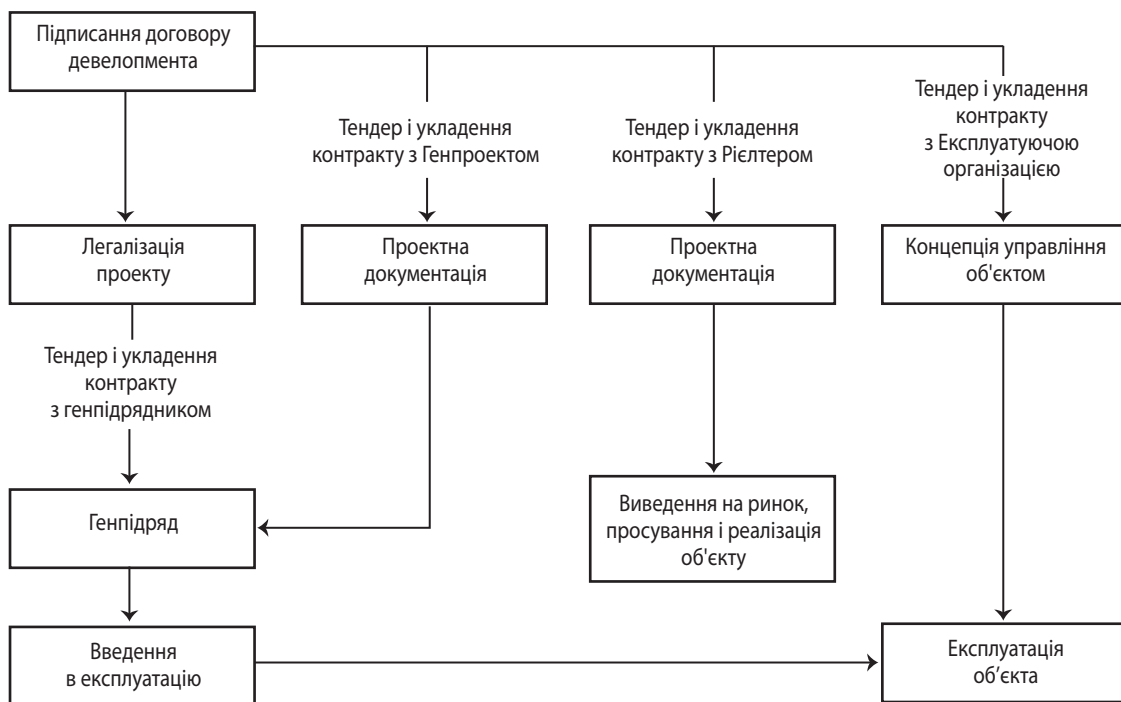 Підписання договору
девелопмента
Тендер і укладення
контракту з Генпроектом
Тендер і укладення
контракту з Рієлтером
Тендер і укладення
контракту
з Експлуатуючою
організацією
Легалізація
проекту
Проектна
документація
Проектна
документація
Концепція управління
об'єктом
Тендер і укладення
контракту
з генпідрядником
Генпідряд
Виведення на ринок,
просування і реалізація
об'єкту
Введення
в експлуатацію
Експлуатація
об’єкта